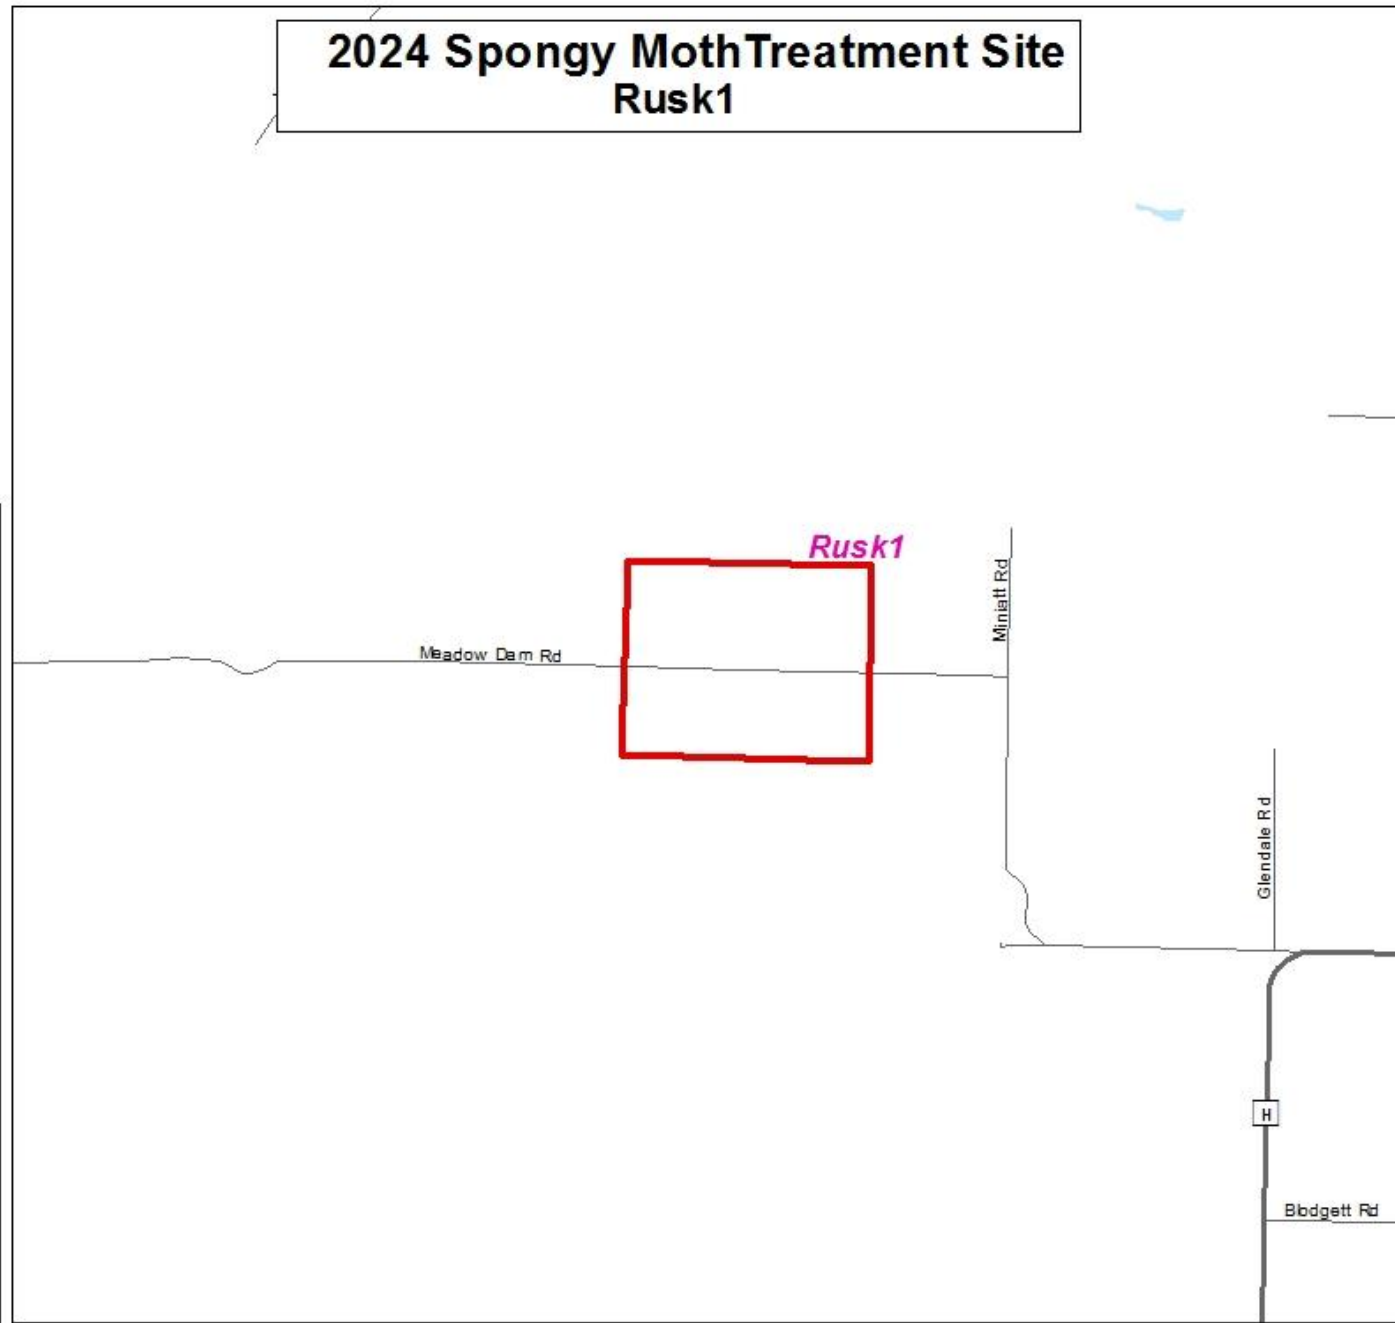 2024 Spongy MothTreatment Site
Rusk1
Rusk1
Miniatt Rd
Meadow Dam Rd
Glendale Rd
H
Blodgett Rd